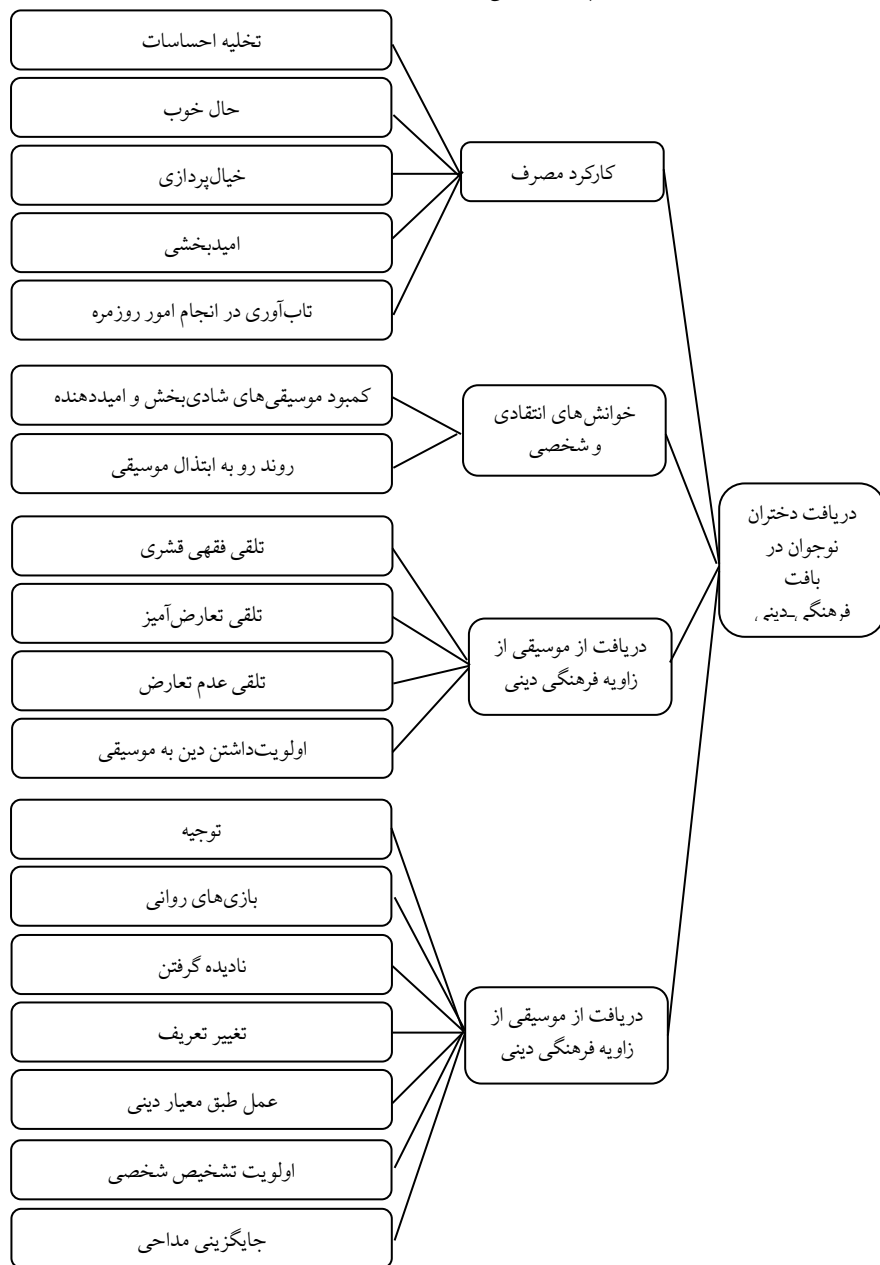 دریافت دختران
نوجوان در
بافت
فرهنگی_دینی
کارکرد مصرف
تخلیه احساسات
حال خوب
خیال‌پردازی
امیدبخشی
تاب‌آوری در انجام امور روزمره
خوانش‌های انتقادی
و شخصی
کمبود موسیقی‌های شادی‌بخش و امیددهنده
روند رو به ابتذال موسیقی
دریافت از موسیقی از
زاویه فرهنگی دینی
تلقی فقهی قشری
تلقی تعارض‌آمیز
تلقی عدم تعارض
اولویت‌داشتن دین به موسیقی
دریافت از موسیقی از
زاویه فرهنگی دینی
توجیه
بازی‌های روانی
نادیده گرفتن
تغییر تعریف
عمل طبق معیار دینی
اولویت تشخیص شخصی
جایگزینی مداحی